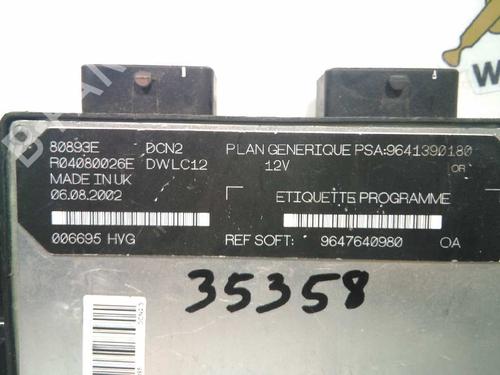 80893E DCN2 PLAN GENERIQUE PSA:9641390180
R04080026E DWLC12 12V OR
MADE IN UK
06.08.2002 ETIQUETTE PROGRAMME
006695 HVG REF SOFT: 9647640980 OA
35358